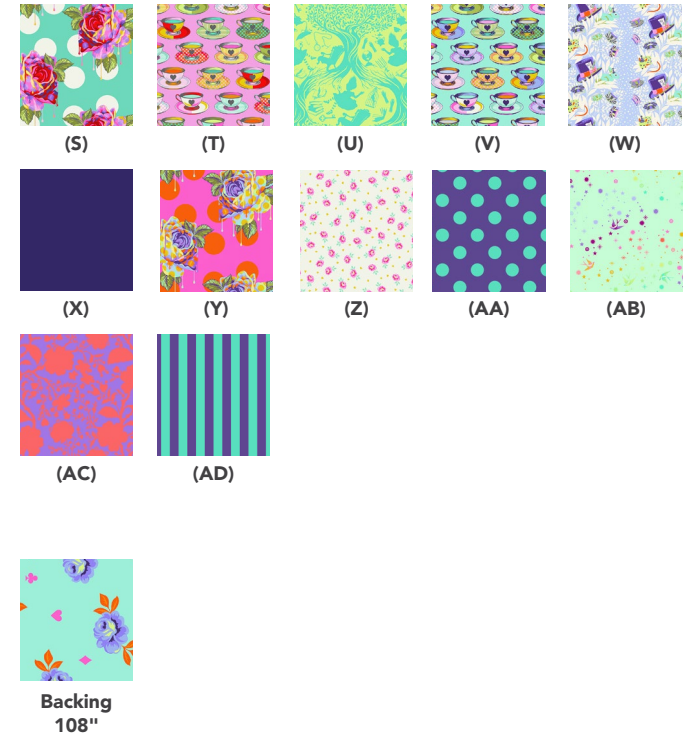 (S) (T) (U) (V) (W)
(X) (Y) (Z) (AA) (AB)
(AC) (AD)
Backing
108"